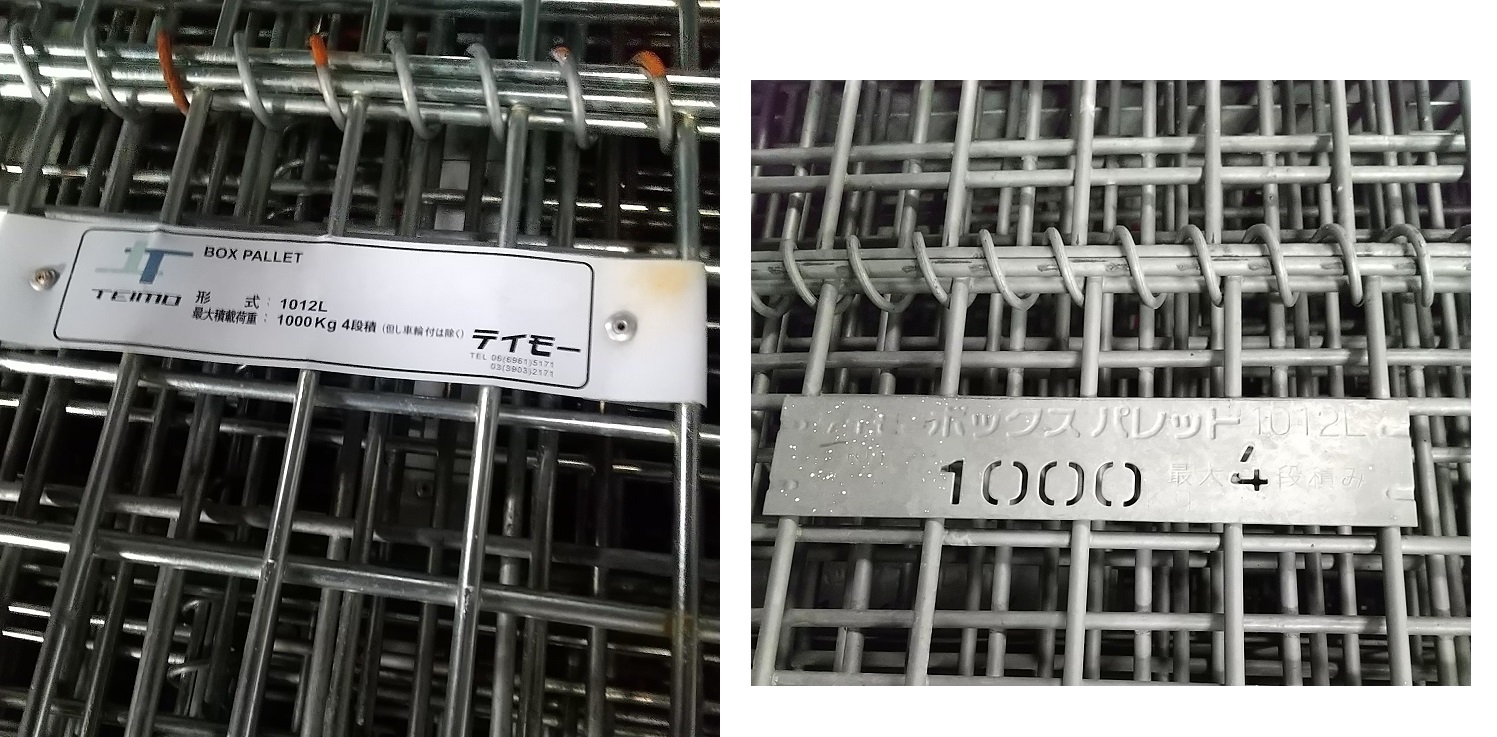 BOX PALLET
TEIMO
形 式 : 1012L
最大積載荷重 : 1000Kg 4段積 (但し車輪付は除く)
テイモー
TEL 06(6961)5171
03(3903)2171
ボックス パレット 1012L
1000 最大 4 段積み